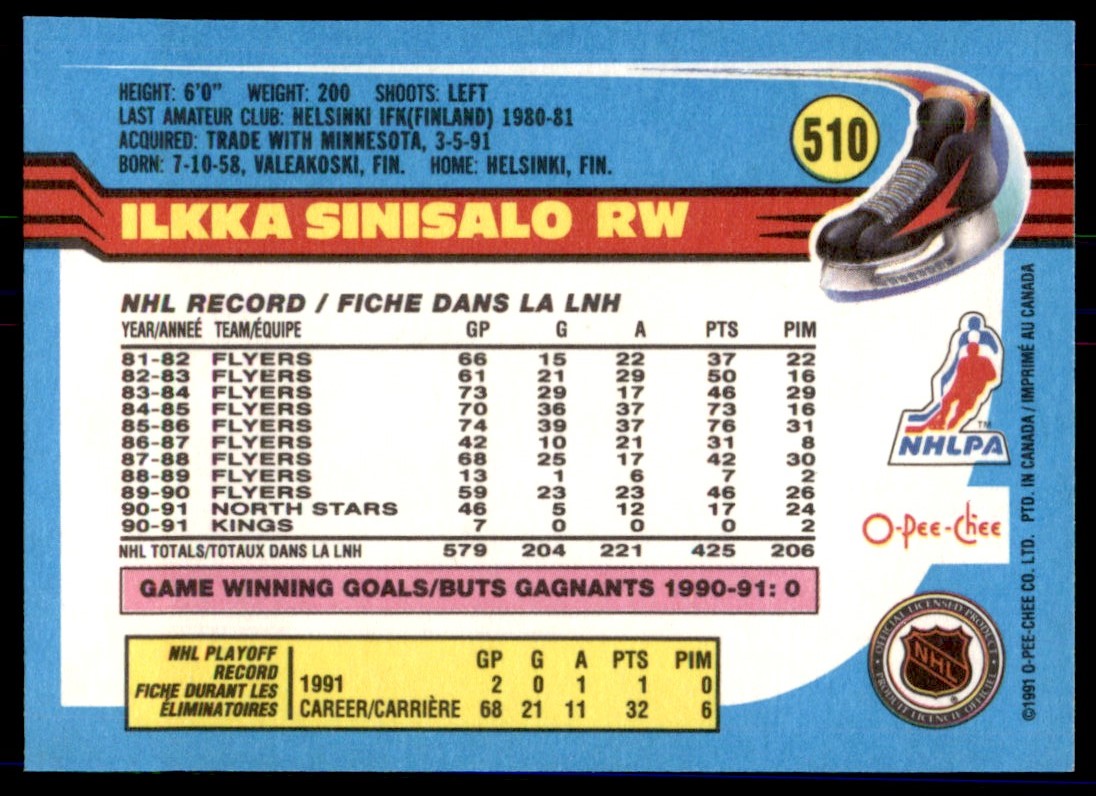 HEIGHT: 6'0" WEIGHT: 200 SHOOTS: LEFT
LAST AMATEUR CLUB: HELSINKI IFK(FINLAND) 1980-81
ACQUIRED: TRADE WITH MINNESOTA, 3-5-91
BORN: 7-10-58, VALEAKOSKI, FIN. HOME: HELSINKI, FIN.
510
ILKKA SINISALO RW
NHL RECORD / FICHE DANS LA LNH
YEAR/ANNEÉ TEAM/ÉQUIPE GP G A PTS PIM
81-82 FLYERS 66 15 22 37 22
82-83 FLYERS 61 21 29 50 16
83-84 FLYERS 73 29 17 46 29
84-85 FLYERS 70 36 37 73 16
85-86 FLYERS 74 39 37 76 31
86-87 FLYERS 42 10 21 31 8
87-88 FLYERS 68 25 17 42 30
88-89 FLYERS 13 1 6 7 2
89-90 FLYERS 59 23 23 46 26
90-91 NORTH STARS 46 5 12 17 24
90-91 KINGS 7 0 0 0 2
NHL TOTALS/TOTAUX DANS LA LNH 579 204 221 425 206
GAME WINNING GOALS/BUTS GAGNANTS 1990-91: 0
NHL PLAYOFF
RECORD
FICHE DURANT LES
ÉLIMINATOIRES
GP G A PTS PIM
1991 2 0 1 1 0
CAREER/CARRIÈRE 68 21 11 32 6
TM
NHLPA
O-Pee-Chee
OFFICIAL LICENSED PRODUCT
NHL
®
PRODUIT LICENCIÉ OFFICIEL
©1991 O-PEE-CHEE CO. LTD. PTD. IN CANADA / IMPRIMÉ AU CANADA